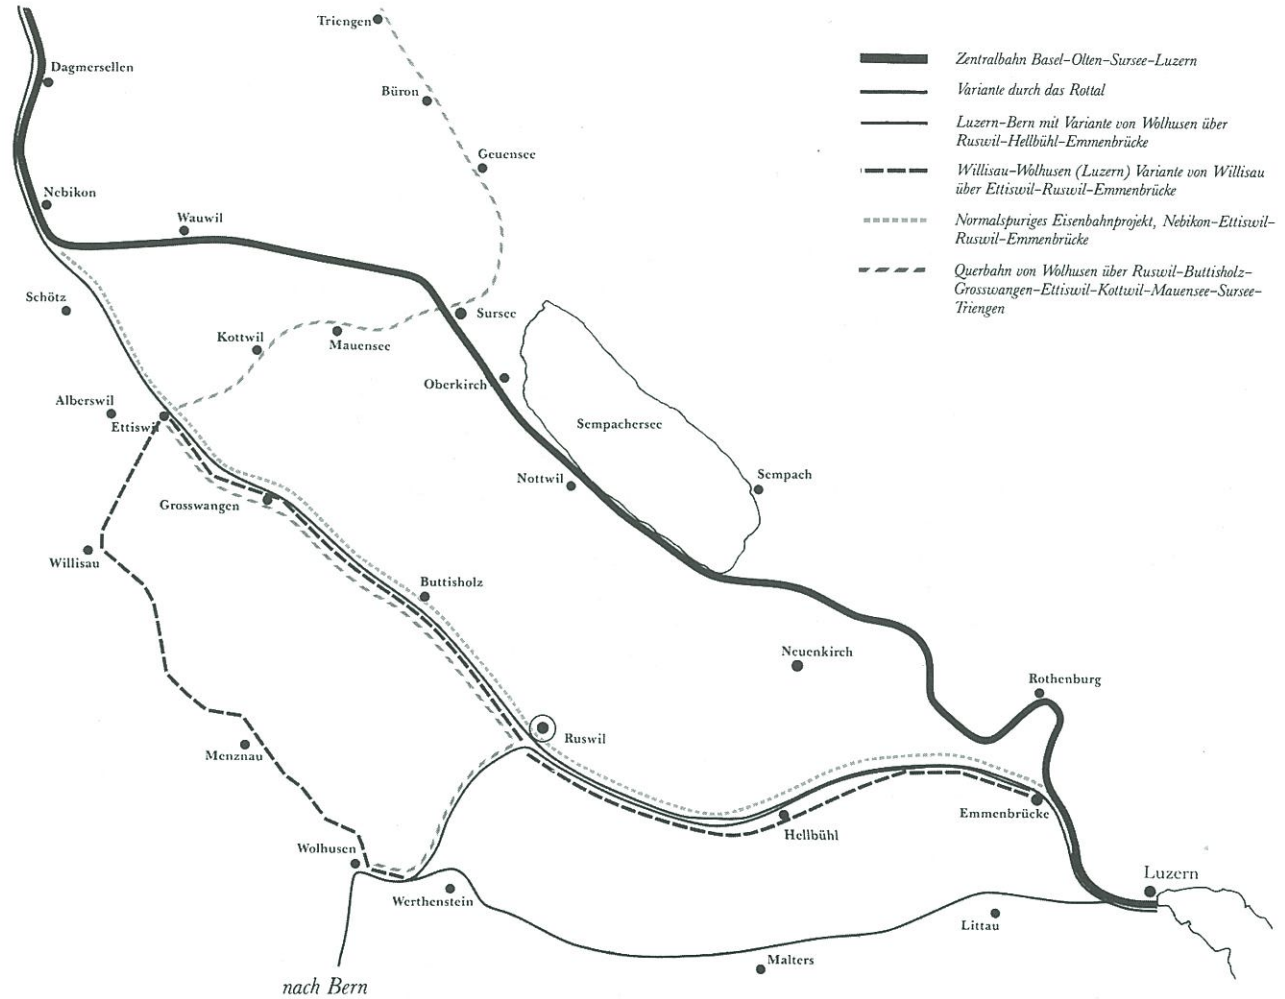 Triengen
Dagmersellen
Büron
Geuensee
Nebikon
Wauwil
Schötz
Sursee
Kottwil
Mauensee
Oberkirch
Alberswil
Ettiswil
Sempachersee
Sempach
Nottwil
Grosswangen
Willisau
Buttisholz
Neuenkirch
Rothenburg
Ruswil
Menznau
Emmenbrücke
Hellbühl
Wolhusen
Werthenstein
Luzern
Littau
Malters
nach Bern
Zentralbahn Basel–Olten–Sursee–Luzern
Variante durch das Rottal
Luzern–Bern mit Variante von Wolhusen über
Ruswil–Hellbühl–Emmenbrücke
Willisau–Wolhusen (Luzern) Variante von Willisau
über Ettiswil–Ruswil–Emmenbrücke
Normalspuriges Eisenbahnprojekt, Nebikon–Ettiswil–
Ruswil–Emmenbrücke
Querbahn von Wolhusen über Ruswil–Buttisholz–
Grosswangen–Ettiswil–Kottwil–Mauensee–Sursee–
Triengen